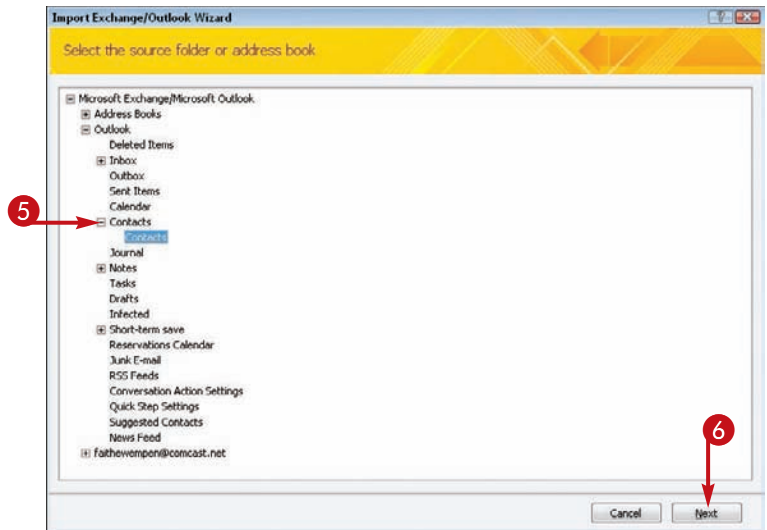 Import Exchange/Outlook Wizard
Select the source folder or address book
Microsoft Exchange/Microsoft Outlook
Address Books
Outlook
Deleted Items
Inbox
Outbox
Sent Items
Calendar
5 Contacts
Contacts
Journal
Notes
Tasks
Drafts
Infected
Short-term save
Reservations Calendar
Junk E-mail
RSS Feeds
Conversation Action Settings
Quick Step Settings
Suggested Contacts
News Feed
faithewempen@comcast.net
6
Cancel Next